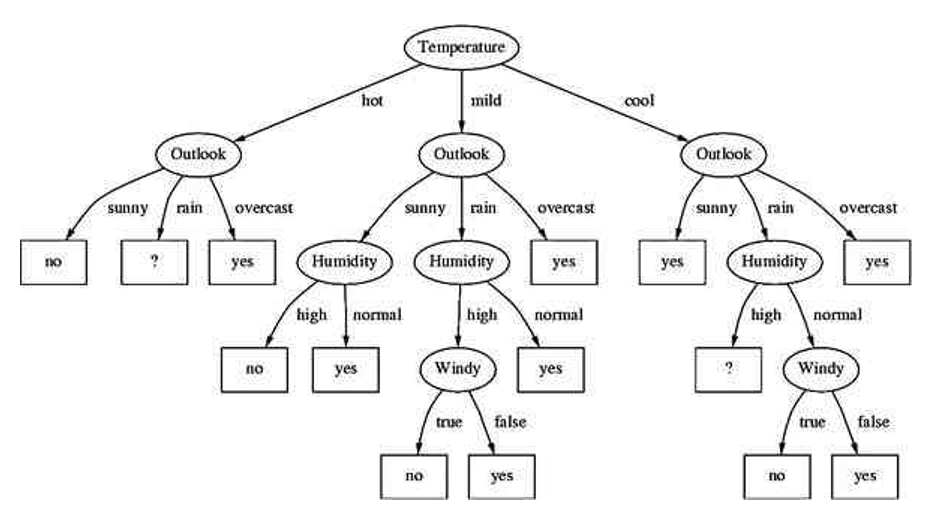 Temperature
hot mild cool
Outlook Outlook Outlook
sunny rain overcast sunny rain overcast sunny rain overcast
no ? yes Humidity Humidity yes yes Humidity yes
high normal high normal high normal
no yes Windy yes ? Windy
true false true false
no yes no yes